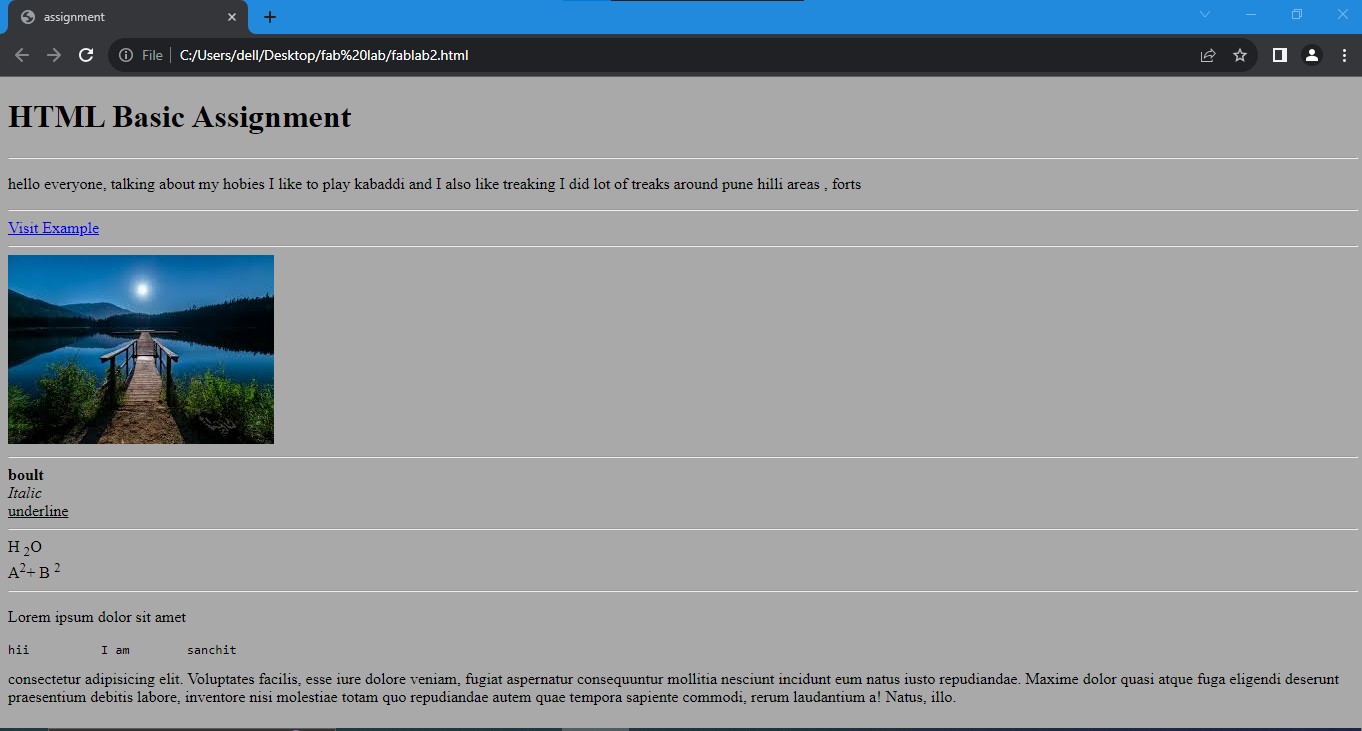 assignment
File C:/Users/dell/Desktop/fab%20lab/fablab2.html
HTML Basic Assignment
hello everyone, talking about my hobies I like to play kabaddi and I also like treaking I did lot of treaks around pune hilli areas , forts
Visit Example
boult
Italic
underline
H ₂O
A²+ B ²
Lorem ipsum dolor sit amet
hii          I am        sanchit
consectetur adipisicing elit. Voluptates facilis, esse iure dolore veniam, fugiat aspernatur consequuntur mollitia nesciunt incidunt eum natus iusto repudiandae. Maxime dolor quasi atque fuga eligendi deserunt
praesentium debitis labore, inventore nisi molestiae totam quo repudiandae autem quae tempora sapiente commodi, rerum laudantium a! Natus, illo.